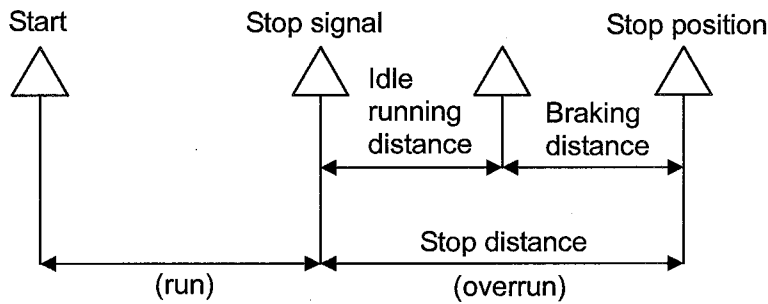 Start
Stop signal
Stop position
Idle
running
distance
Braking
distance
Stop distance
(run)
(overrun)